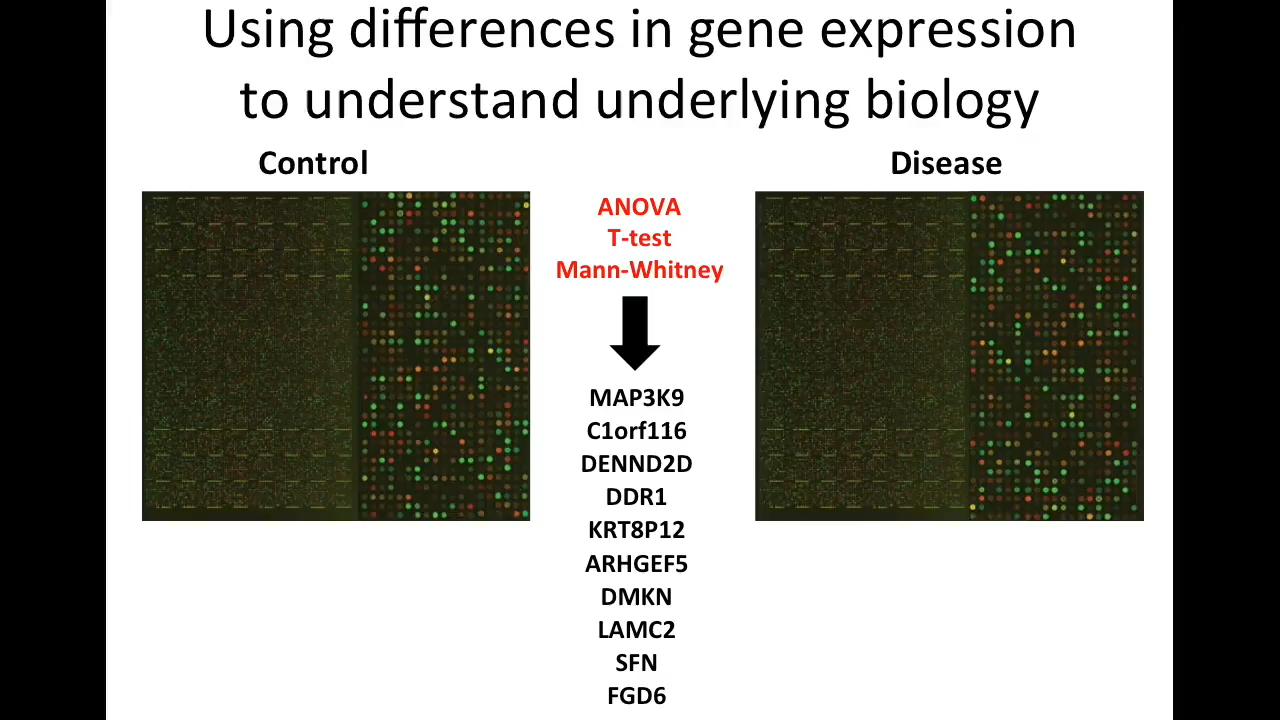 Using differences in gene expression
to understand underlying biology
Control
Disease
ANOVA
T-test
Mann-Whitney
MAP3K9
C1orf116
DENND2D
DDR1
KRT8P12
ARHGEF5
DMKN
LAMC2
SFN
FGD6